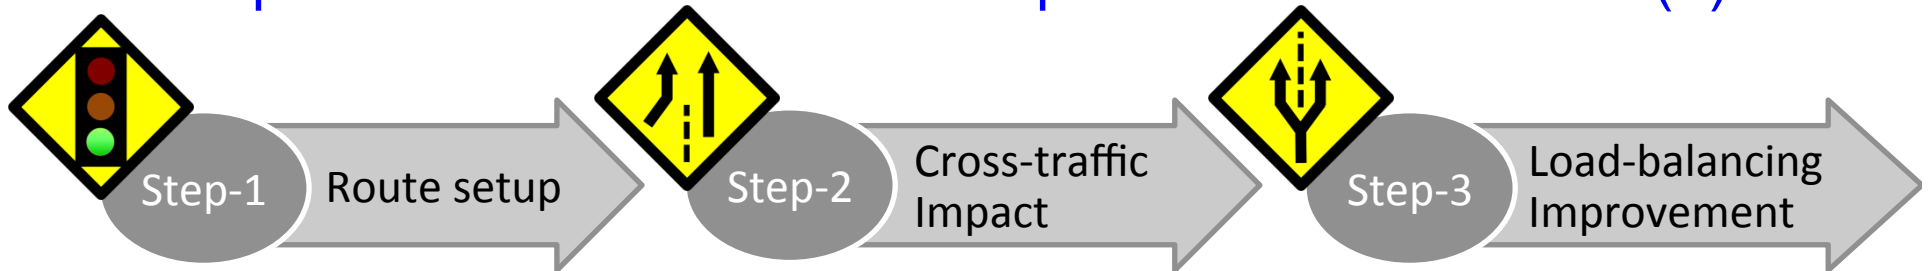 Step-1
Route setup
Step-2
Cross-traffic
Impact
Step-3
Load-balancing
Improvement